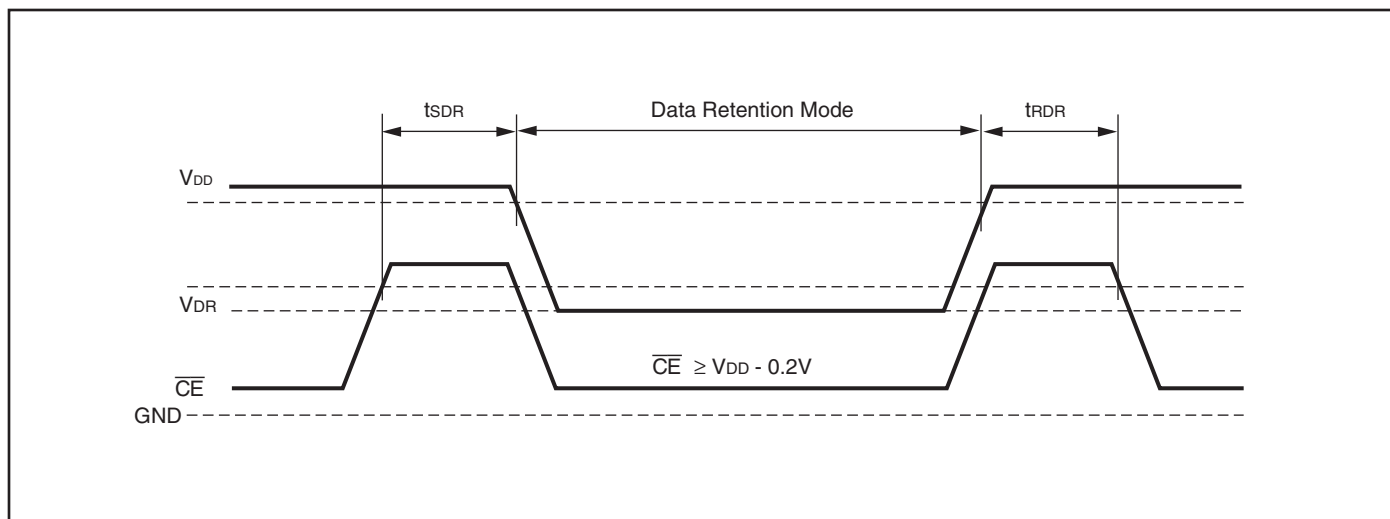 tSDR Data Retention Mode tRDR
VDD
VDR
CE ≥ VDD - 0.2V
CE
GND